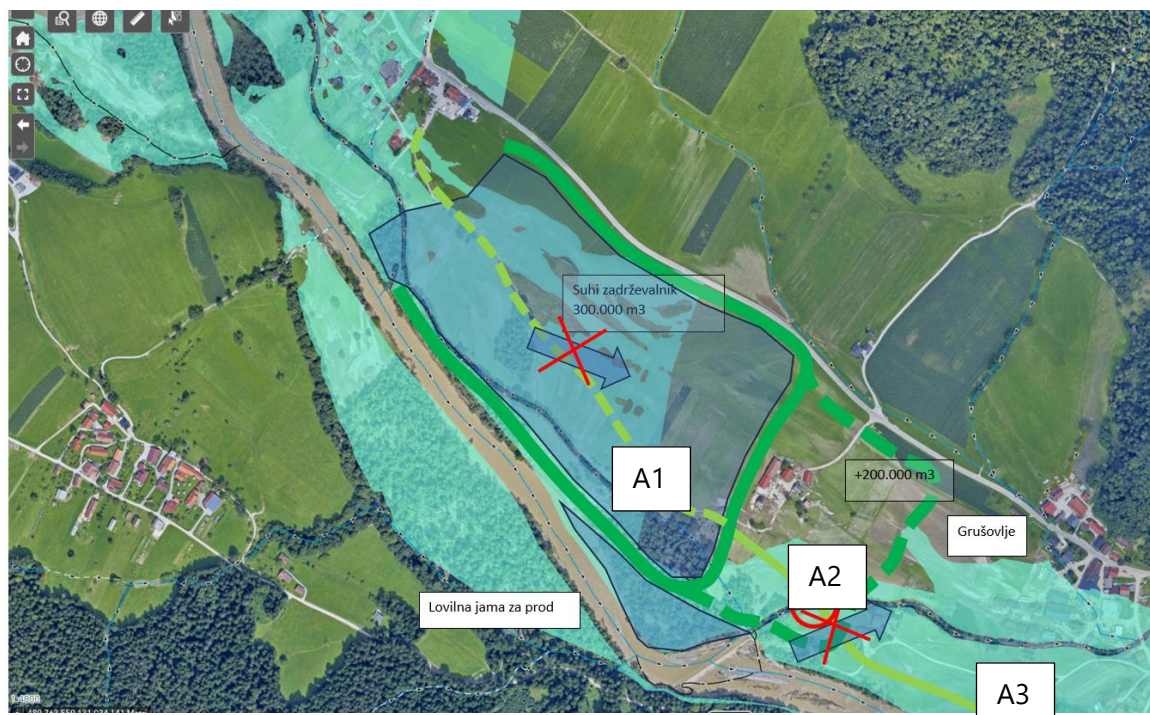 Suhi zadrževalnik
300.000 m3
A1
+200.000 m3
Grušovlje
A2
Lovilna jama za prod
A3